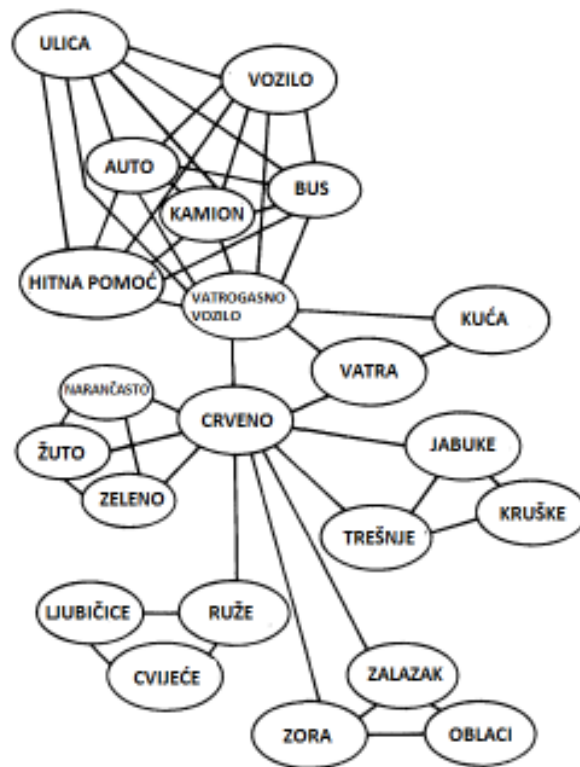 ULICA
VOZILO
AUTO
BUS
KAMION
HITNA POMOĆ
VATROGASNO
VOZILO
KUĆA
VATRA
NARANČASTO
CRVENO
ŽUTO
JABUKE
ZELENO
KRUŠKE
TREŠNJE
LJUBIČICE
RUŽE
CVIJEĆE
ZALAZAK
ZORA
OBLACI